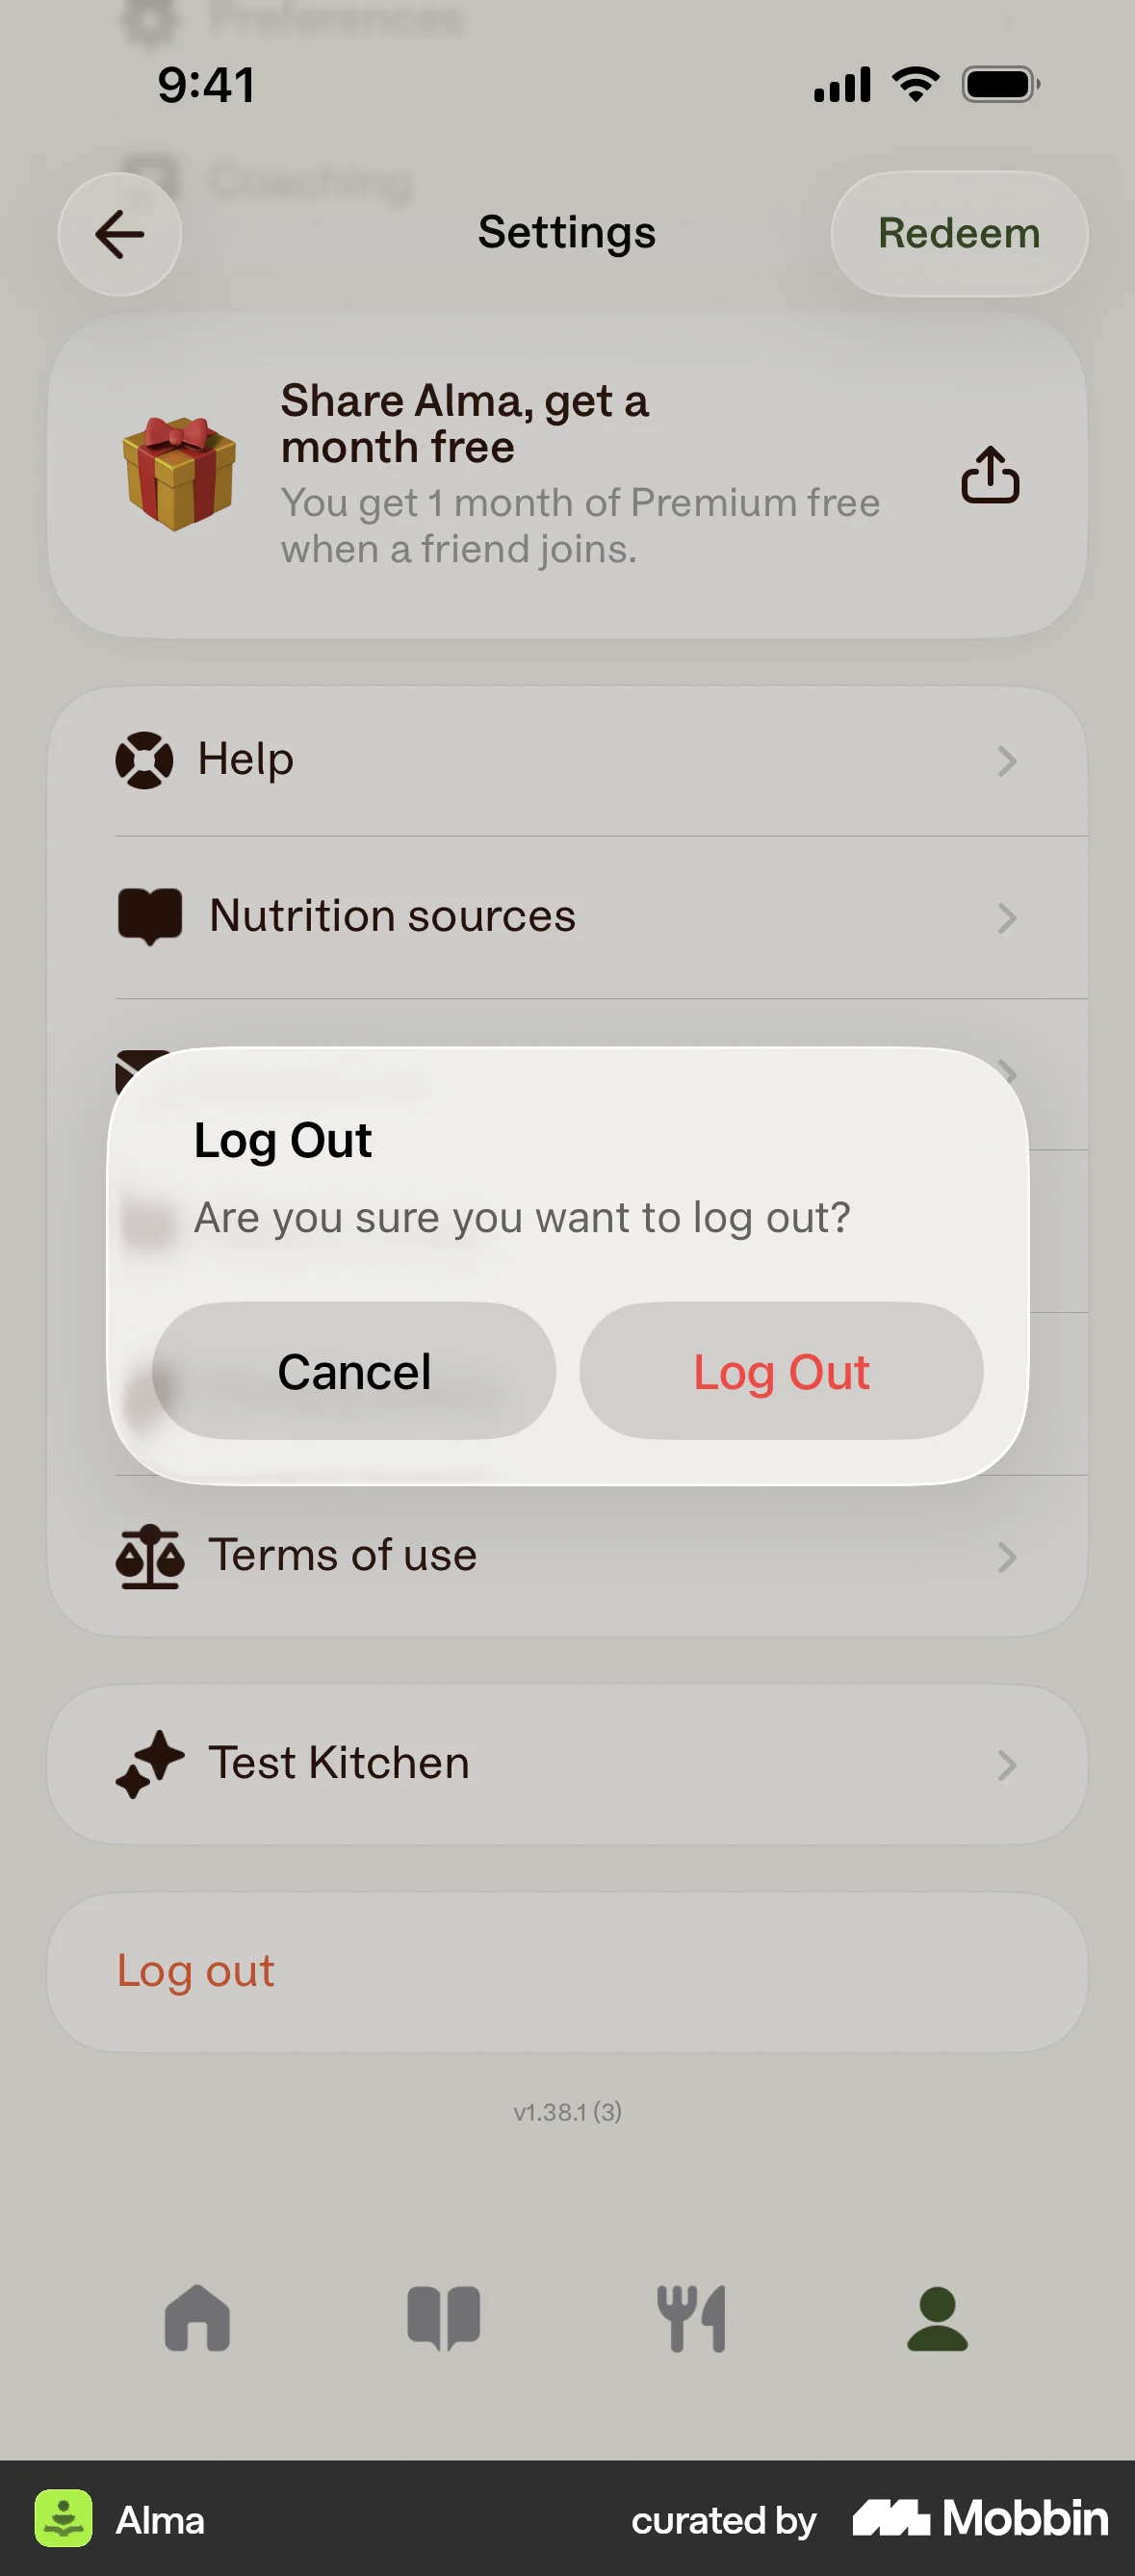 Preferences
9:41
Coaching
Settings
Redeem
Share Alma, get a
month free
You get 1 month of Premium free
when a friend joins.
Help
Nutrition sources
Log Out
Are you sure you want to log out?
Cancel
Log Out
Terms of use
Test Kitchen
Log out
v1.38.1 (3)
Alma
curated by
Mobbin